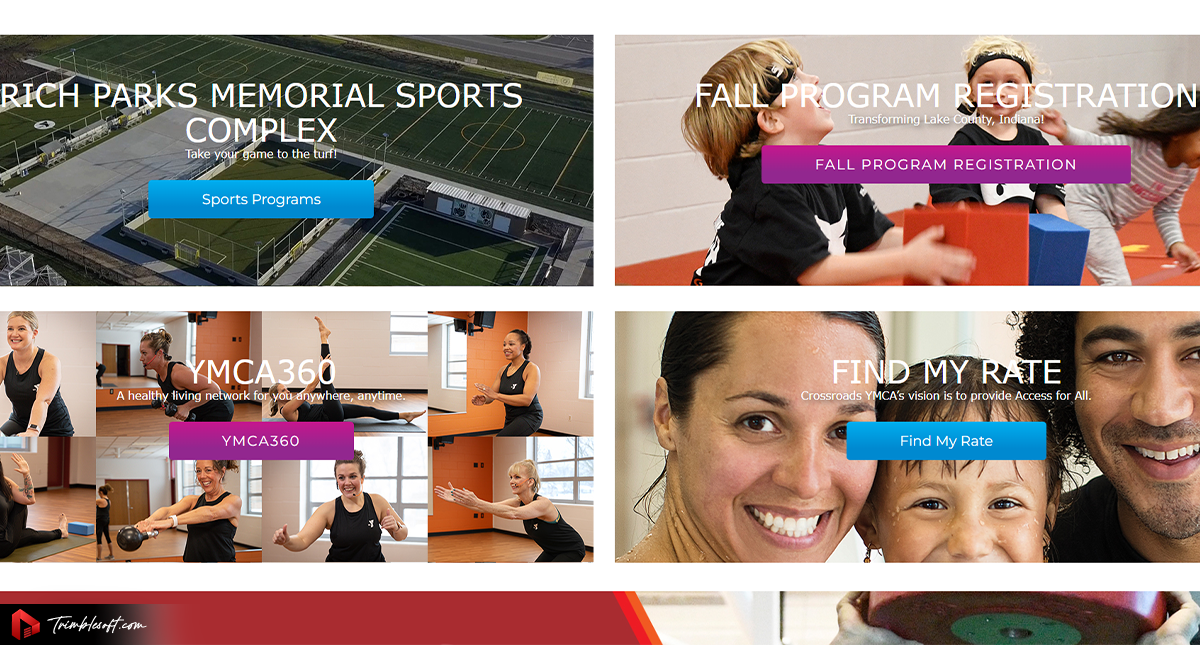 RICH PARKS MEMORIAL SPORTS
COMPLEX
Take your game to the turf!
Sports Programs
FALL PROGRAM REGISTRATION
Transforming Lake County, Indiana!
FALL PROGRAM REGISTRATION
YMCA360
A healthy living network for you anywhere, anytime.
YMCA360
FIND MY RATE
Crossroads YMCA’s vision is to provide Access for All.
Find My Rate
Trimblesoft.com